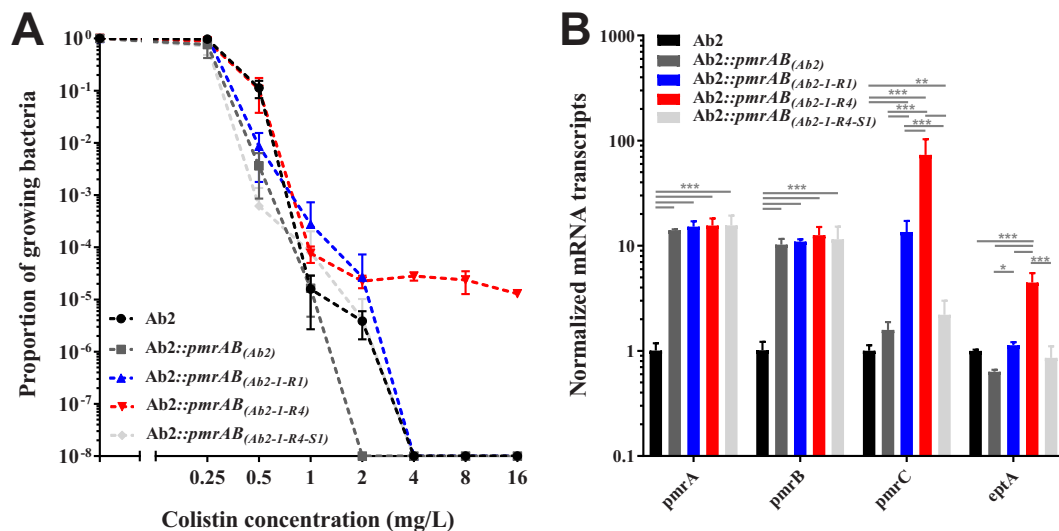 A
Proportion of growing bacteria
10^0
10^-1
10^-2
10^-3
10^-4
10^-5
10^-6
10^-7
10^-8
Ab2
Ab2::pmrAB(Ab2)
Ab2::pmrAB(Ab2-1-R1)
Ab2::pmrAB(Ab2-1-R4)
Ab2::pmrAB(Ab2-1-R4-S1)
0.25
0.5
1
2
4
8
16
Colistin concentration (mg/L)
B
Normalized mRNA transcripts
1000
100
10
1
0.1
Ab2
Ab2::pmrAB(Ab2)
Ab2::pmrAB(Ab2-1-R1)
Ab2::pmrAB(Ab2-1-R4)
Ab2::pmrAB(Ab2-1-R4-S1)
**
***
***
***
***
***
***
***
*
pmrA
pmrB
pmrC
eptA